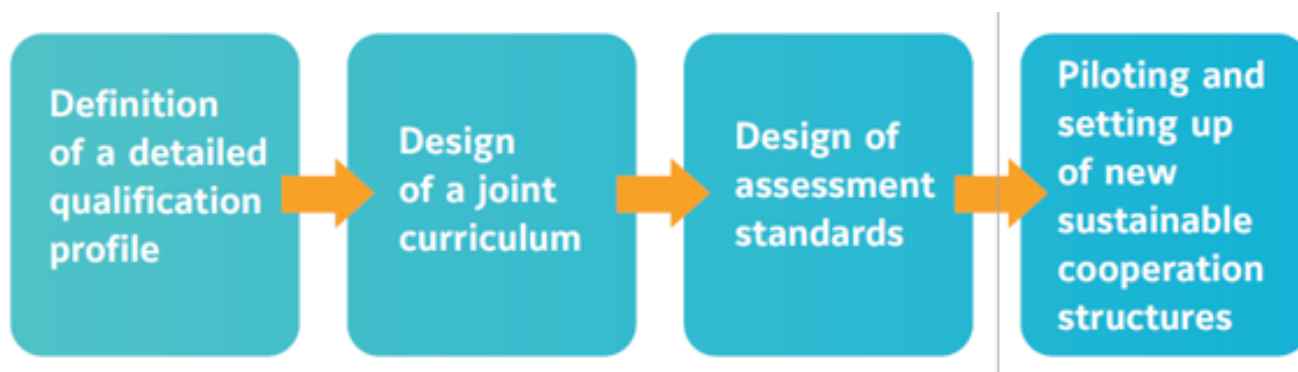 Definition
of a detailed
qualification
profile
Design
of a joint
curriculum
Design of
assessment
standards
Piloting and
setting up
of new
sustainable
cooperation
structures